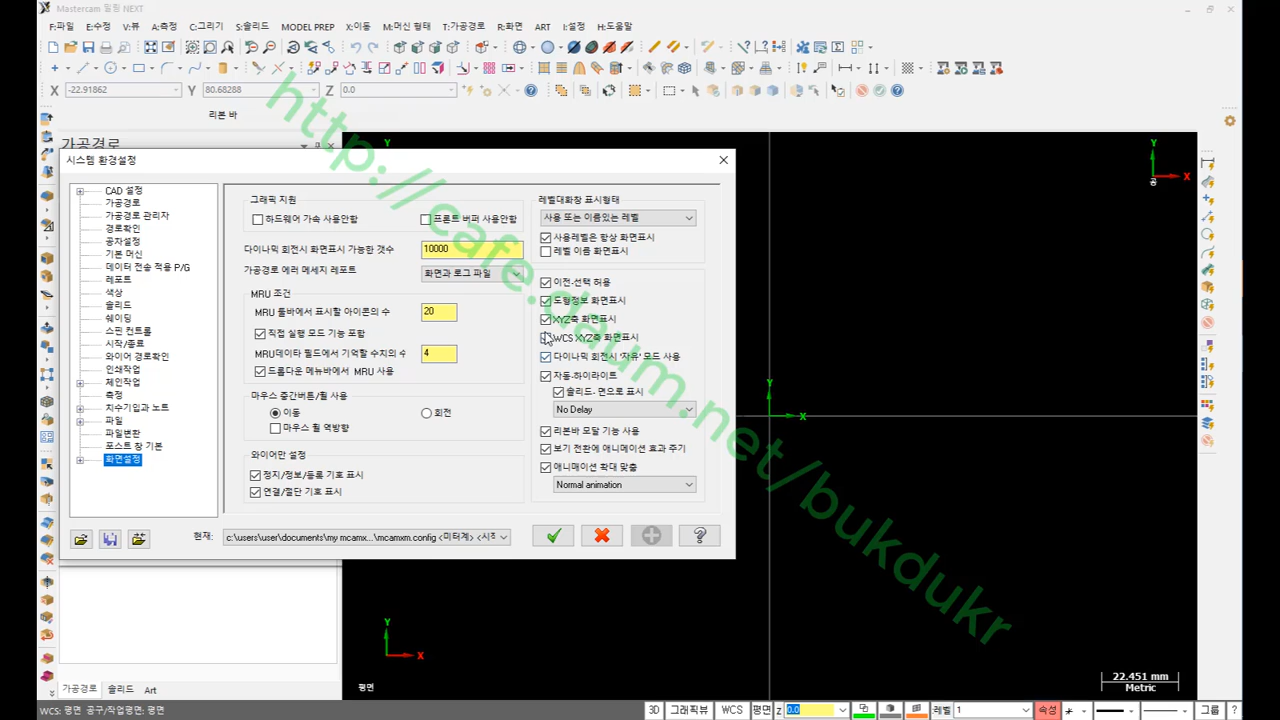 Mastercam 밀링 NEXT
F:파일 E:수정 V:뷰 A:측정 C:그리기 S:솔리드 MODEL PREP X:이동 M:머신 형태 T:가공경로 R:화면 ART I:설정 H:도움말
X -22.91862 Y 80.68288 Z 0.0
리본 바
가공경로
시스템 환경설정
CAD 설정
가공경로
가공경로 관리자
경로확인
공차설정
기본 머신
데이터 전송 적용 P/G
레포트
색상
솔리드
쉐딩
스핀 컨트롤
시작/종료
와이어 경로확인
인쇄작업
체인작업
측정
치수기입과 노트
파일
파일변환
포스트 창 기본
화면설정
그래픽 지원
하드웨어 가속 사용안함
프론트 버퍼 사용안함
다이나믹 회전시 화면표시 가능한 갯수 10000
가공경로 에러 메세지 레포트 화면과 로그 파일
MRU 조건
MRU 툴바에서 표시할 아이콘의 수 20
직접 실행 모드 기능 포함
MRU데이타 필드에서 기억할 수치의 수 4
드롭다운 메뉴바에서 MRU 사용
마우스 중간버튼/휠 사용
이동 회전
마우스 휠 역방향
와이어만 설정
정지/정보/등록 기호 표시
연결/절단 기호 표시
레벨대화창 표시형태
사용 또는 이름있는 레벨
사용레벨은 항상 화면표시
레벨 이름 화면표시
이전-선택 허용
도형정보 화면표시
XYZ축 화면표시
WCS XYZ축 화면표시
다이나믹 회전시 '자유' 모드 사용
자동-하이라이트
솔리드- 면으로 표시
No Delay
리본바 모달 기능 사용
보기 전환에 애니메이션 효과 주기
애니매이션 확대 맞춤
Normal animation
현재: c:\users\user\documents\my mcamx...\mcamxm.config <미터계> <시작
http://cafe.daum.net/bukdukr
Y
Y
X
공
Y
X
Y
X
평면
22.451 mm
Metric
가공경로 솔리드 Art
WCS: 평면 공구/작업평면: 평면
3D 그래픽뷰 WCS 평면 Z 0.0 레벨 1 속성 그룹 ?